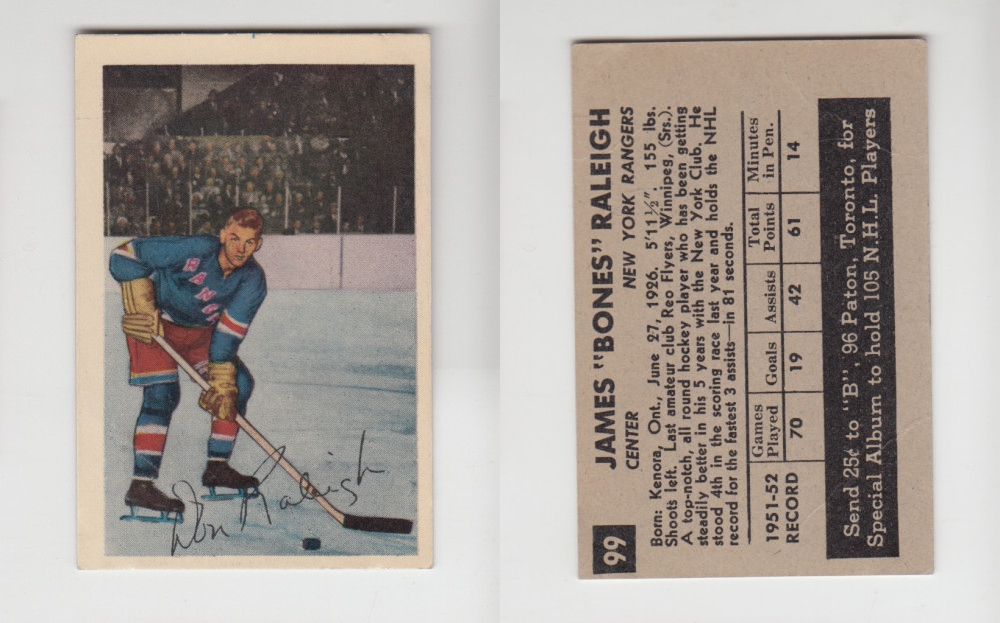 RANG
Don Raleigh
99
JAMES "BONES" RALEIGH
CENTER NEW YORK RANGERS
Born: Kenora, Ont., June 27, 1926. 5'11½". 155 lbs.
Shoots left. Last amateur club Reo Flyers, Winnipeg, (Srs.).
A top-notch, all round hockey player who has been getting
steadily better in his 5 years with the New York Club. He
stood 4th in the scoring race last year and holds the NHL
record for the fastest 3 assists—in 81 seconds.
1951-52 RECORD
Games Played Goals Assists Total Points Minutes in Pen.
70 19 42 61 14
Send 25¢ to "B", 96 Paton, Toronto, for
Special Album to hold 105 N.H.L. Players